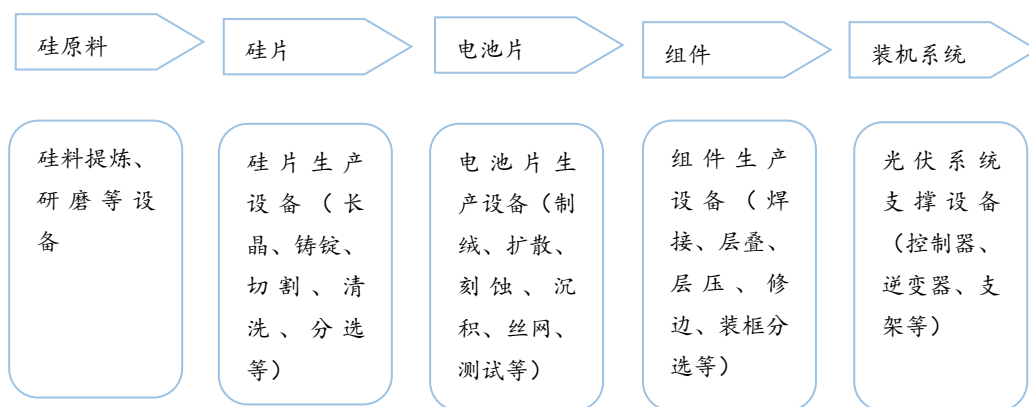 硅原料
硅片
电池片
组件
装机系统
硅料提炼、
研磨等设
备
硅片生产
设备（长
晶、铸锭、
切割、清
洗、分选
等）
电池片生
产设备（制
绒、扩散、
刻蚀、沉
积、丝网、
测试等）
组件生产
设备（焊
接、层叠、
层压、修
边、装框分
选等）
光伏系统
支撑设备
（控制器、
逆变器、支
架等）